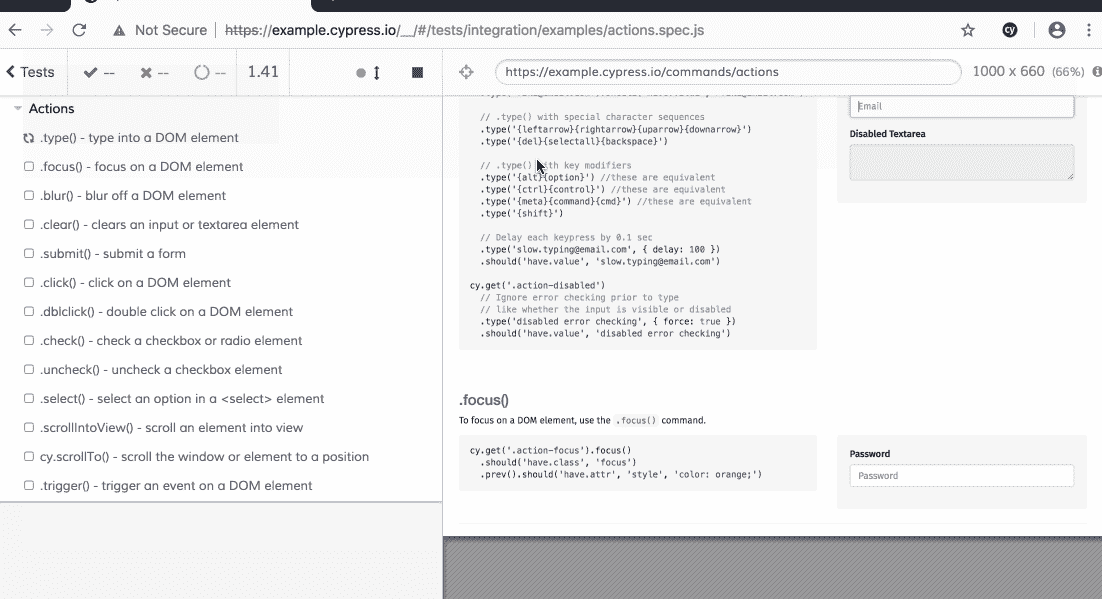 Not Secure https://example.cypress.io/__/#/tests/integration/examples/actions.spec.js
cy
Tests -- -- -- 1.41
https://example.cypress.io/commands/actions 1000 x 660 (66%)
Actions
.type() - type into a DOM element
.focus() - focus on a DOM element
.blur() - blur off a DOM element
.clear() - clears an input or textarea element
.submit() - submit a form
.click() - click on a DOM element
.dblclick() - double click on a DOM element
.check() - check a checkbox or radio element
.uncheck() - uncheck a checkbox element
.select() - select an option in a <select> element
.scrollIntoView() - scroll an element into view
cy.scrollTo() - scroll the window or element to a position
.trigger() - trigger an event on a DOM element
// .type() with special character sequences
.type('{leftarrow}{rightarrow}{uparrow}{downarrow}')
.type('{del}{selectall}{backspace}')
// .type() with key modifiers
.type('{alt}{option}') //these are equivalent
.type('{ctrl}{control}') //these are equivalent
.type('{meta}{command}{cmd}') //these are equivalent
.type('{shift}')
// Delay each keypress by 0.1 sec
.type('slow.typing@email.com', { delay: 100 })
.should('have.value', 'slow.typing@email.com')
cy.get('.action-disabled')
// Ignore error checking prior to type
// like whether the input is visible or disabled
.type('disabled error checking', { force: true })
.should('have.value', 'disabled error checking')
Email
Disabled Textarea
.focus()
To focus on a DOM element, use the .focus() command.
cy.get('.action-focus').focus()
.should('have.class', 'focus')
.prev().should('have.attr', 'style', 'color: orange;')
Password
Password